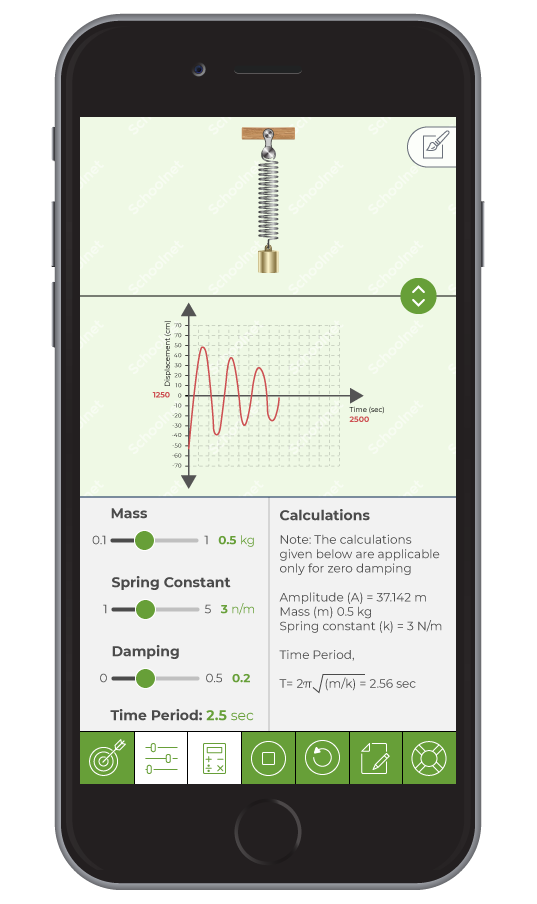 Displacement (cm)
70
60
50
40
30
20
10
0
-10
-20
-30
-40
-50
-60
-70
1250
Time (sec)
2500
Mass
0.1 1 0.5 kg
Spring Constant
1 5 3 n/m
Damping
0 0.5 0.2
Time Period: 2.5 sec
Calculations
Note: The calculations
given below are applicable
only for zero damping
Amplitude (A) = 37.142 m
Mass (m) 0.5 kg
Spring constant (k) = 3 N/m
Time Period,
T= 2π√(m/k) = 2.56 sec